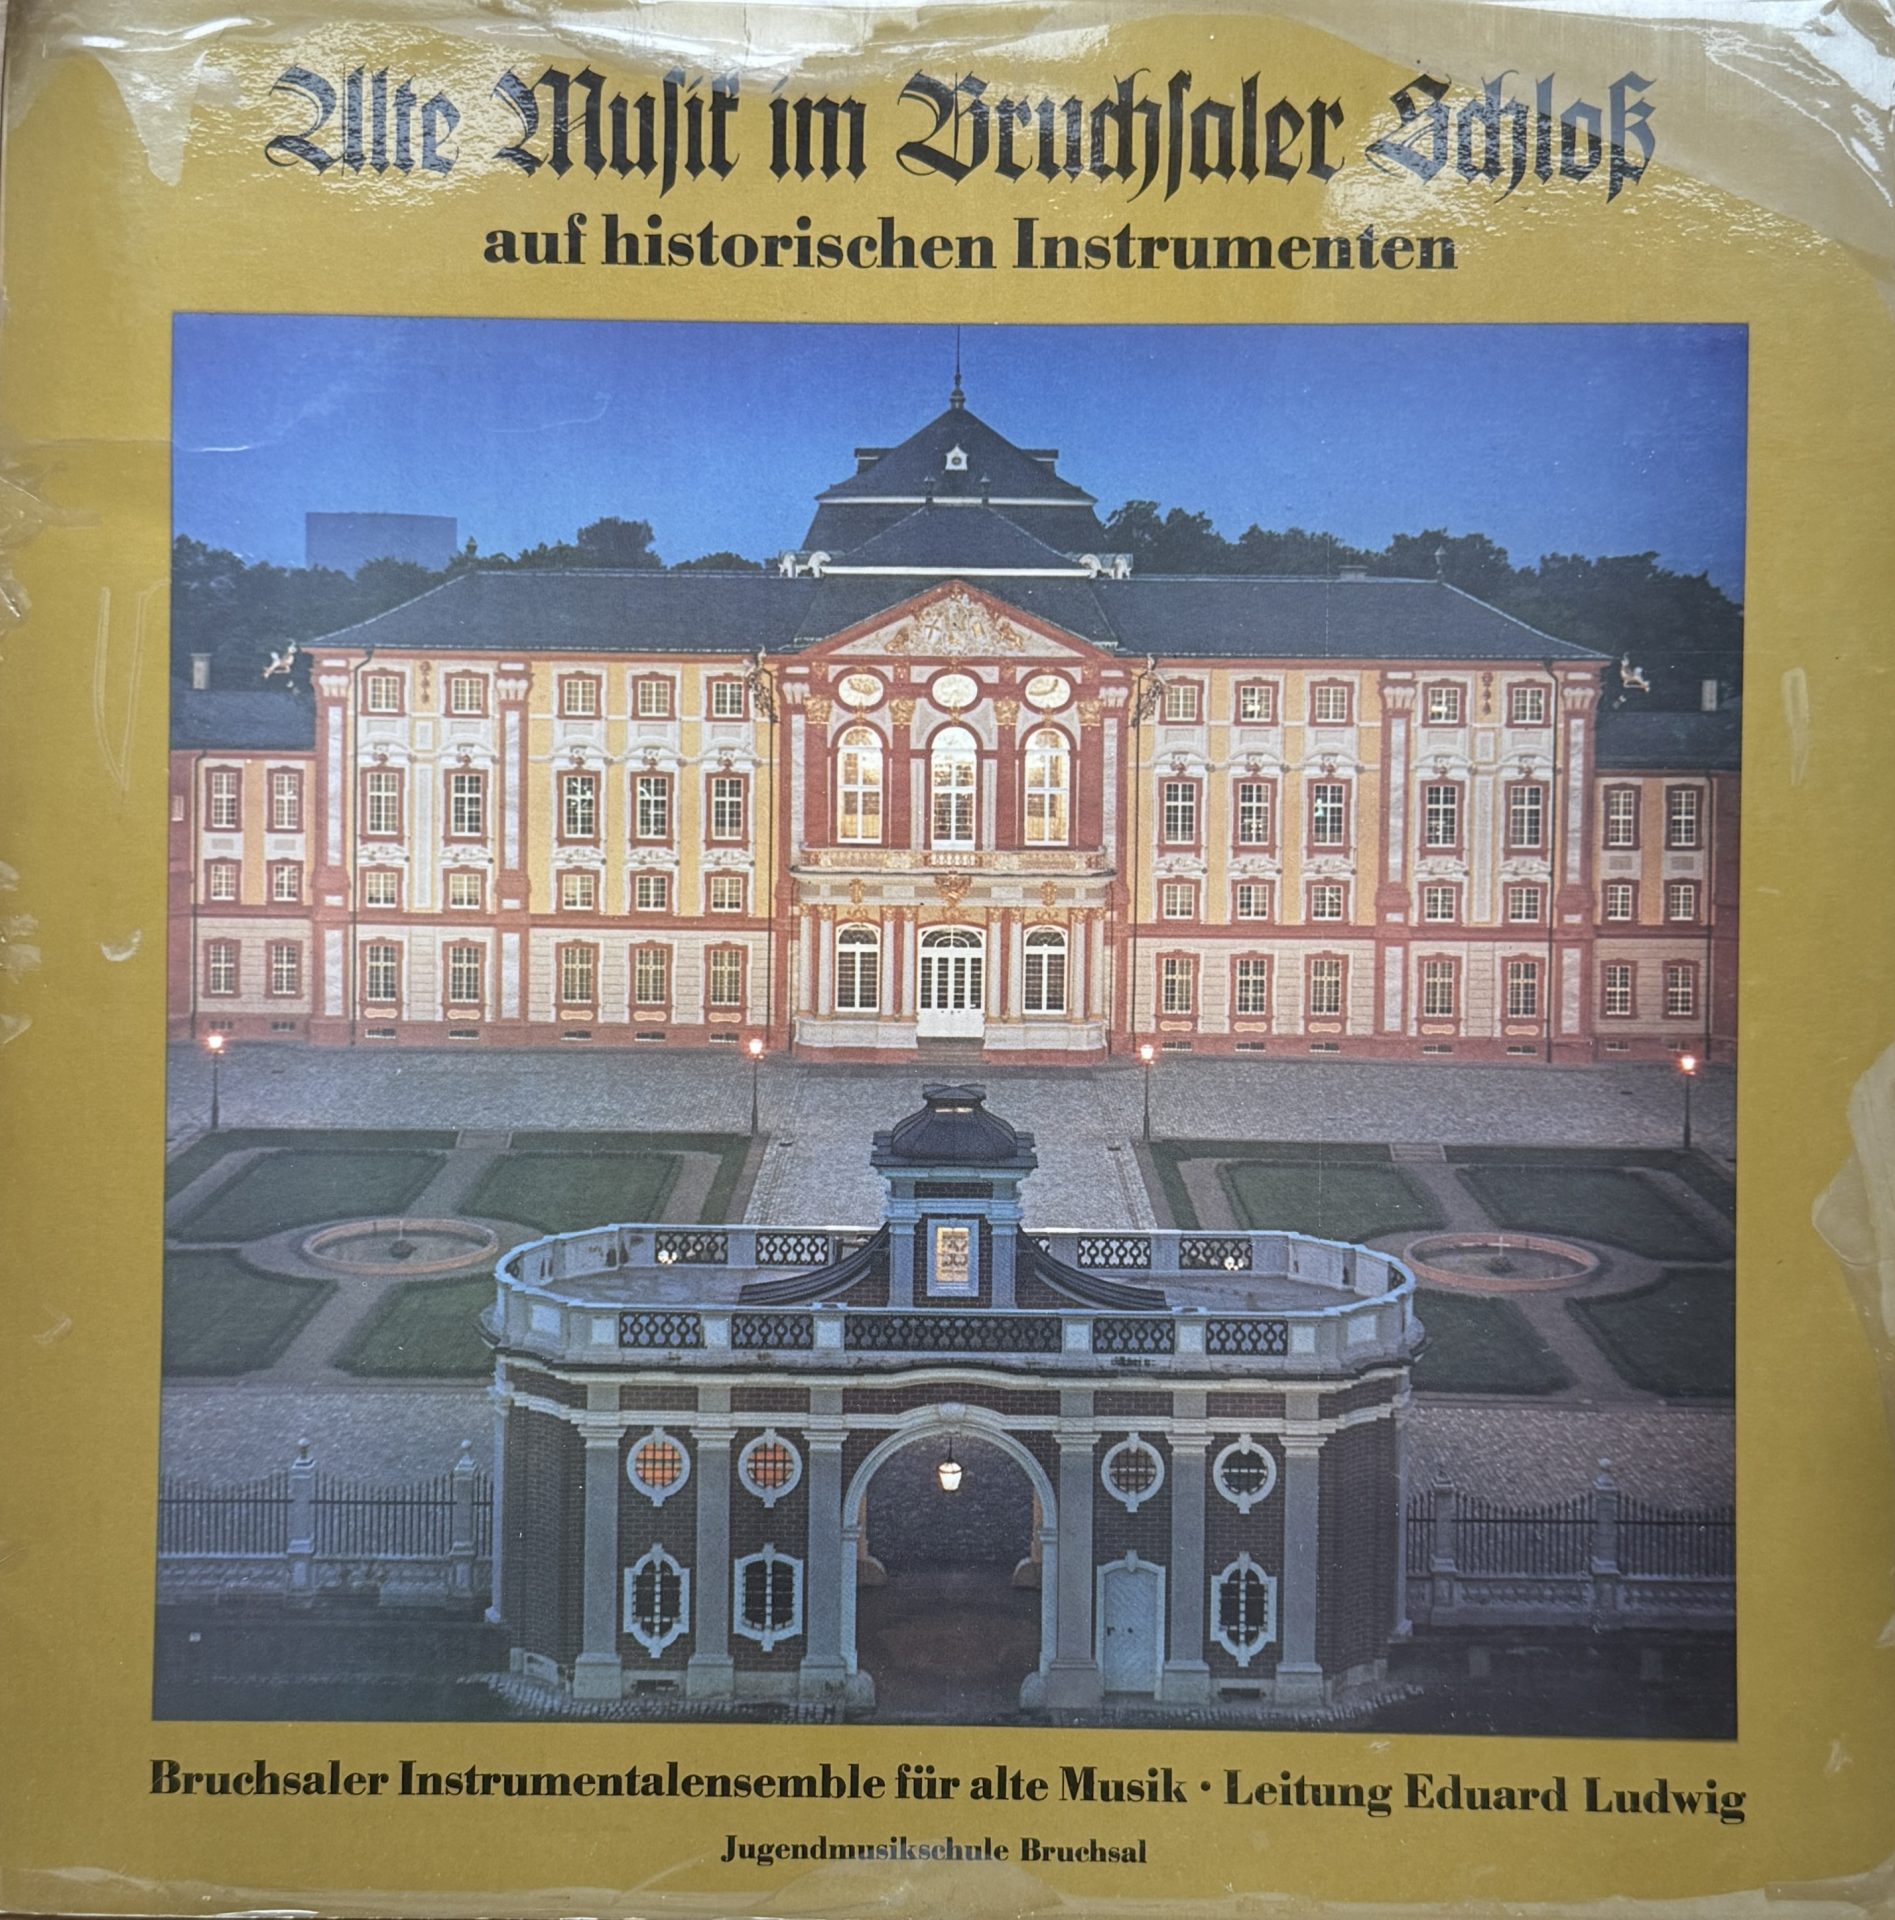 Alte Musik im Bruchsaler Schloß
auf historischen Instrumenten
Bruchsaler Instrumentalensemble für alte Musik · Leitung Eduard Ludwig
Jugendmusikschule Bruchsal